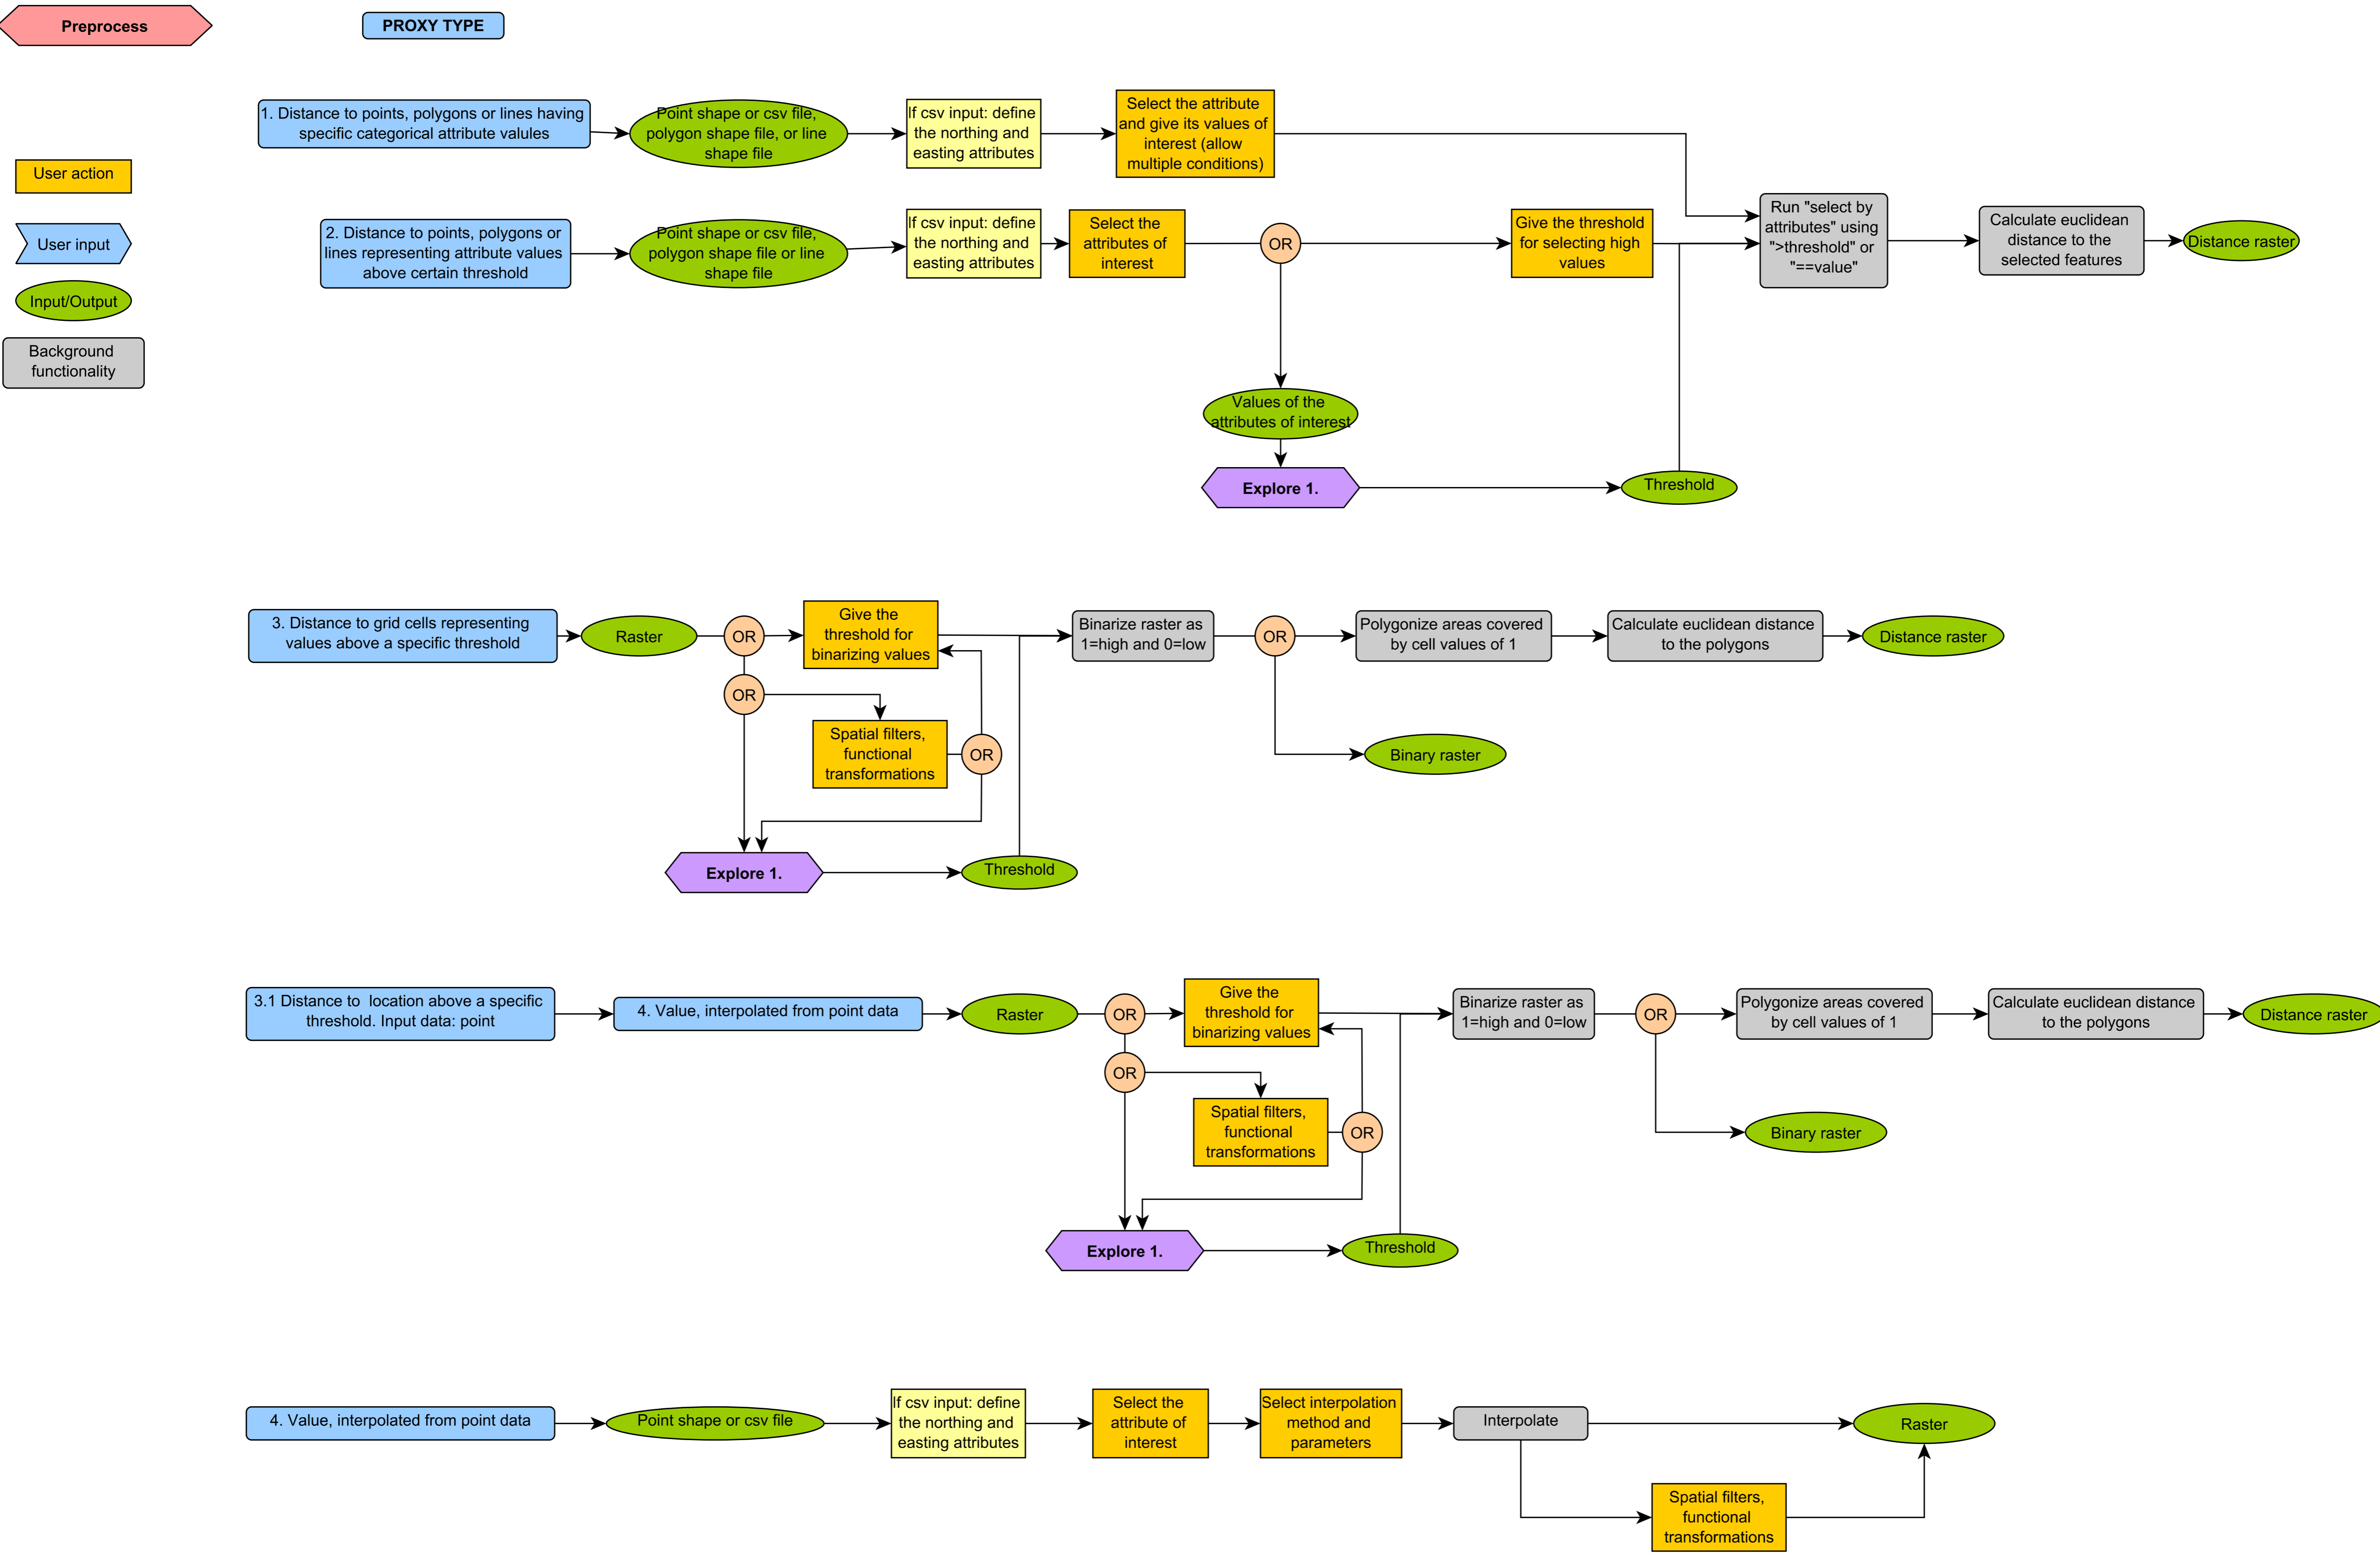 Preprocess
PROXY TYPE
User action
User input
Input/Output
Background
functionality
1. Distance to points, polygons or lines having
specific categorical attribute valules
Point shape or csv file,
polygon shape file, or line
shape file
If csv input: define
the northing and
easting attributes
Select the attribute
and give its values of
interest (allow
multiple conditions)
2. Distance to points, polygons or
lines representing attribute values
above certain threshold
Point shape or csv file,
polygon shape file or line
shape file
If csv input: define
the northing and
easting attributes
Select the
attributes of
interest
OR
Give the threshold
for selecting high
values
Run "select by
attributes" using
">threshold" or
"==value"
Calculate euclidean
distance to the
selected features
Distance raster
Values of the
attributes of interest
Explore 1.
Threshold
3. Distance to grid cells representing
values above a specific threshold
Raster
OR
Give the
threshold for
binarizing values
OR
Spatial filters,
functional
transformations
OR
Explore 1.
Threshold
Binarize raster as
1=high and 0=low
OR
Polygonize areas covered
by cell values of 1
Calculate euclidean distance
to the polygons
Distance raster
Binary raster
3.1 Distance to  location above a specific
threshold. Input data: point
4. Value, interpolated from point data
Raster
OR
Give the
threshold for
binarizing values
OR
Spatial filters,
functional
transformations
OR
Explore 1.
Threshold
Binarize raster as
1=high and 0=low
OR
Polygonize areas covered
by cell values of 1
Calculate euclidean distance
to the polygons
Distance raster
Binary raster
4. Value, interpolated from point data
Point shape or csv file
If csv input: define
the northing and
easting attributes
Select the
attribute of
interest
Select interpolation
method and
parameters
Interpolate
Raster
Spatial filters,
functional
transformations